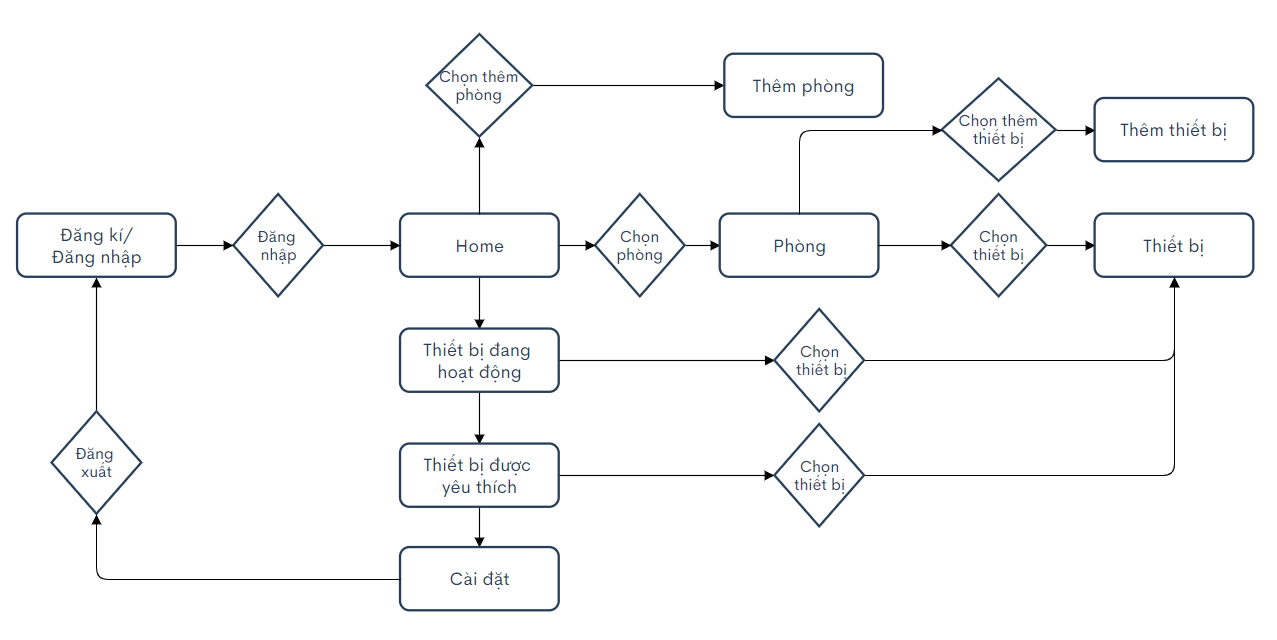 Chọn thêm
phòng
Thêm phòng
Chọn thêm
thiết bị
Thêm thiết bị
Đăng kí/
Đăng nhập
Đăng
nhập
Home
Chọn
phòng
Phòng
Chọn
thiết bị
Thiết bị
Thiết bị đang
hoạt động
Chọn
thiết bị
Đăng
xuất
Thiết bị được
yêu thích
Chọn
thiết bị
Cài đặt